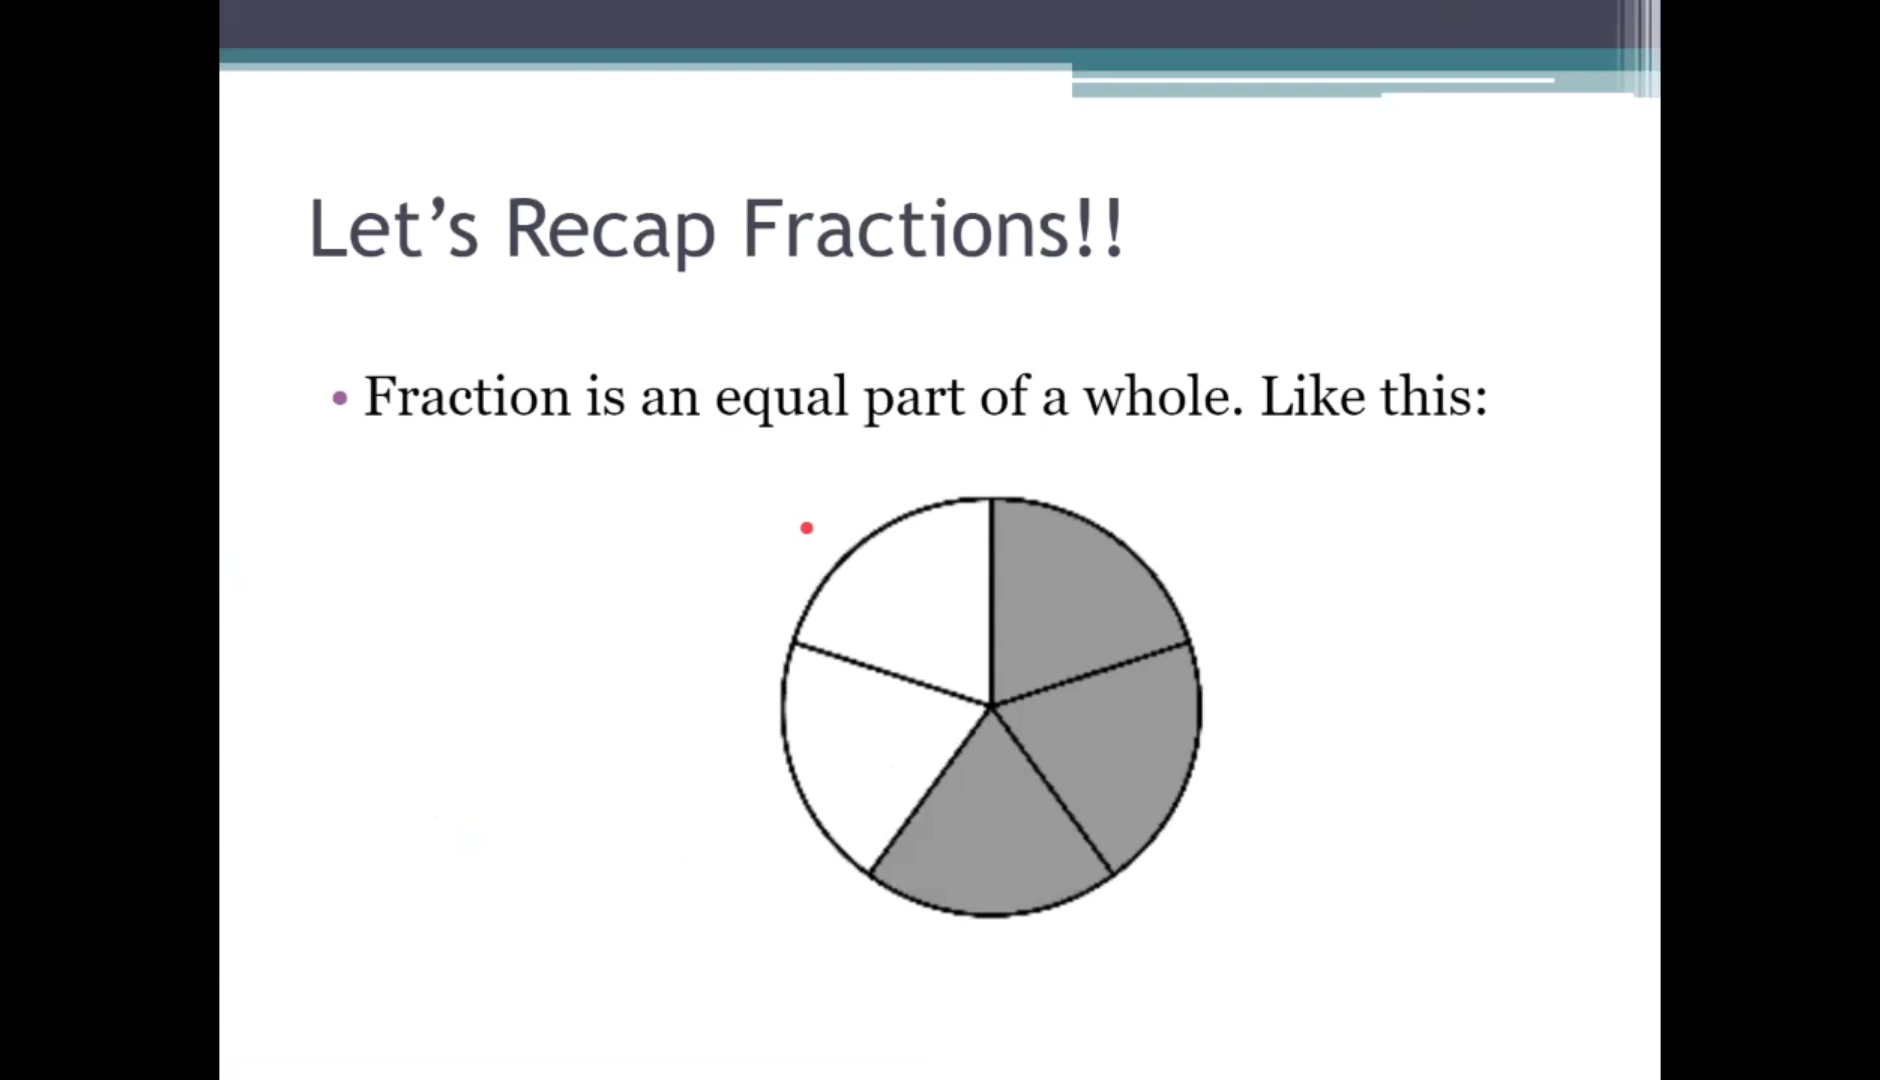 Let’s Recap Fractions!!
• Fraction is an equal part of a whole. Like this: